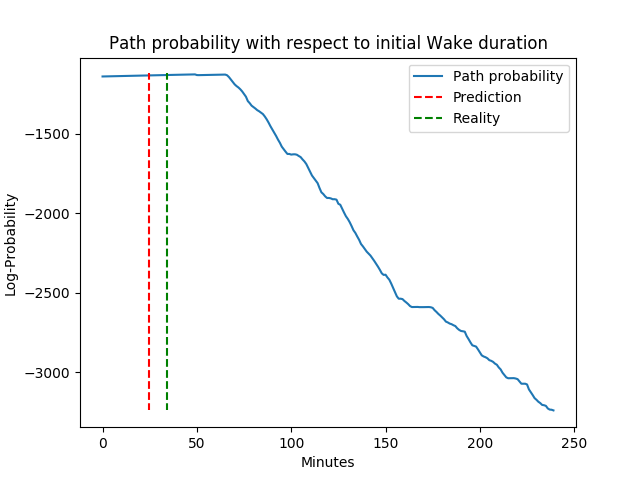 Path probability with respect to initial Wake duration
Path probability
Prediction
Reality
Log-Probability
−1500
−2000
−2500
−3000
0 50 100 150 200 250
Minutes